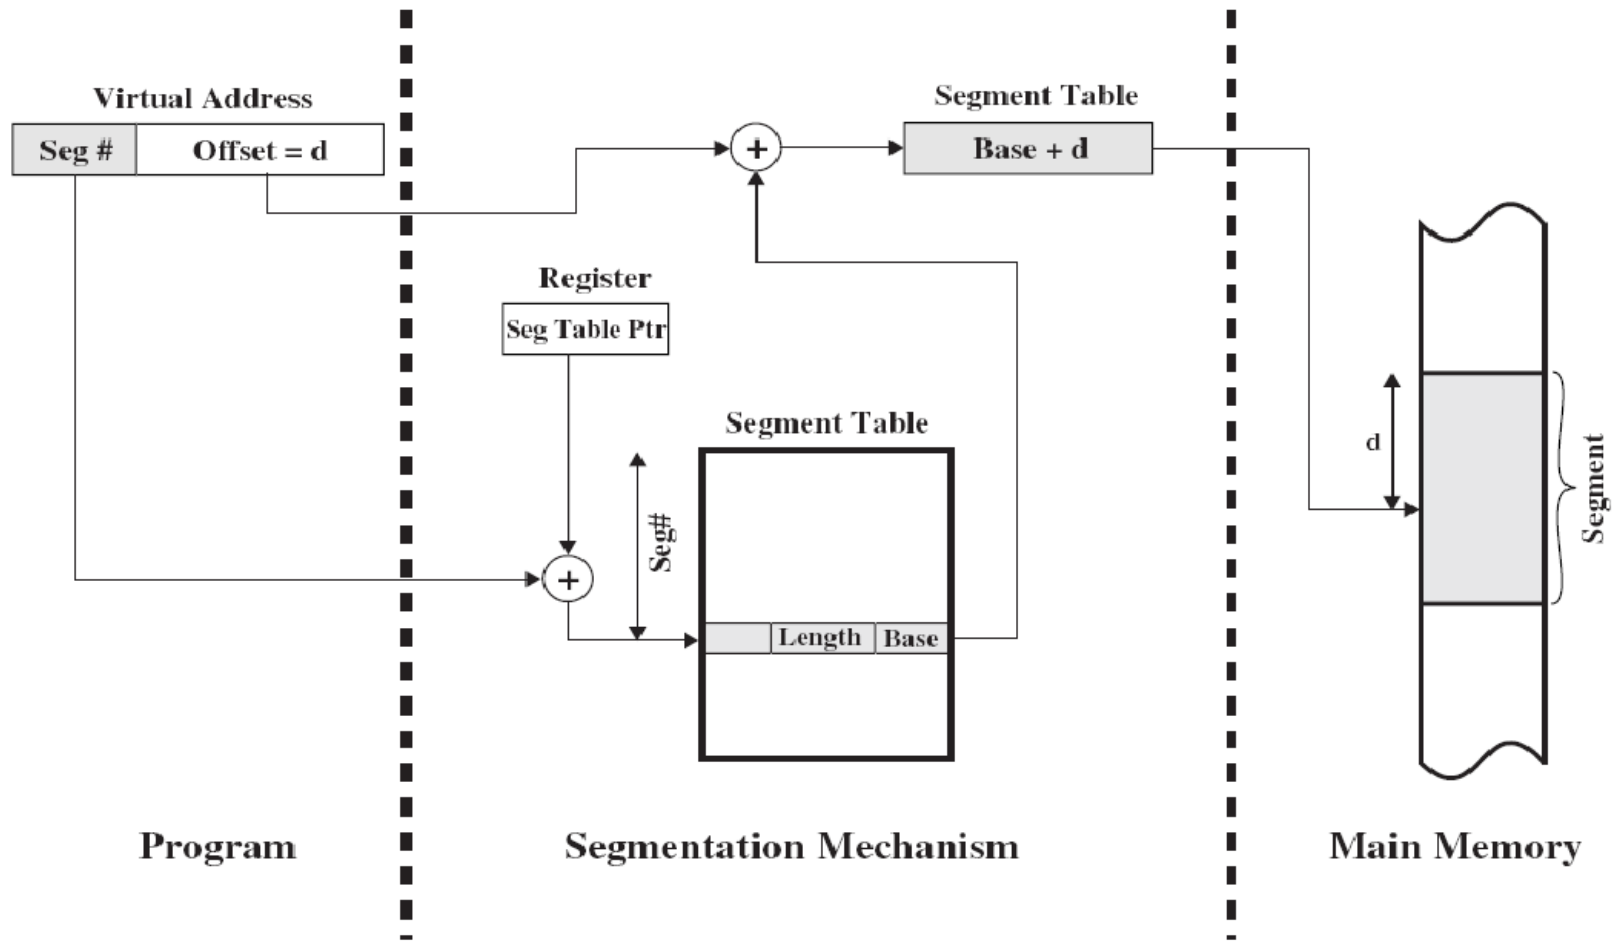 Virtual Address
Seg #
Offset = d
Segment Table
+
Base + d
Register
Seg Table Ptr
Segment Table
Seg#
+
Length
Base
d
Segment
Program
Segmentation Mechanism
Main Memory